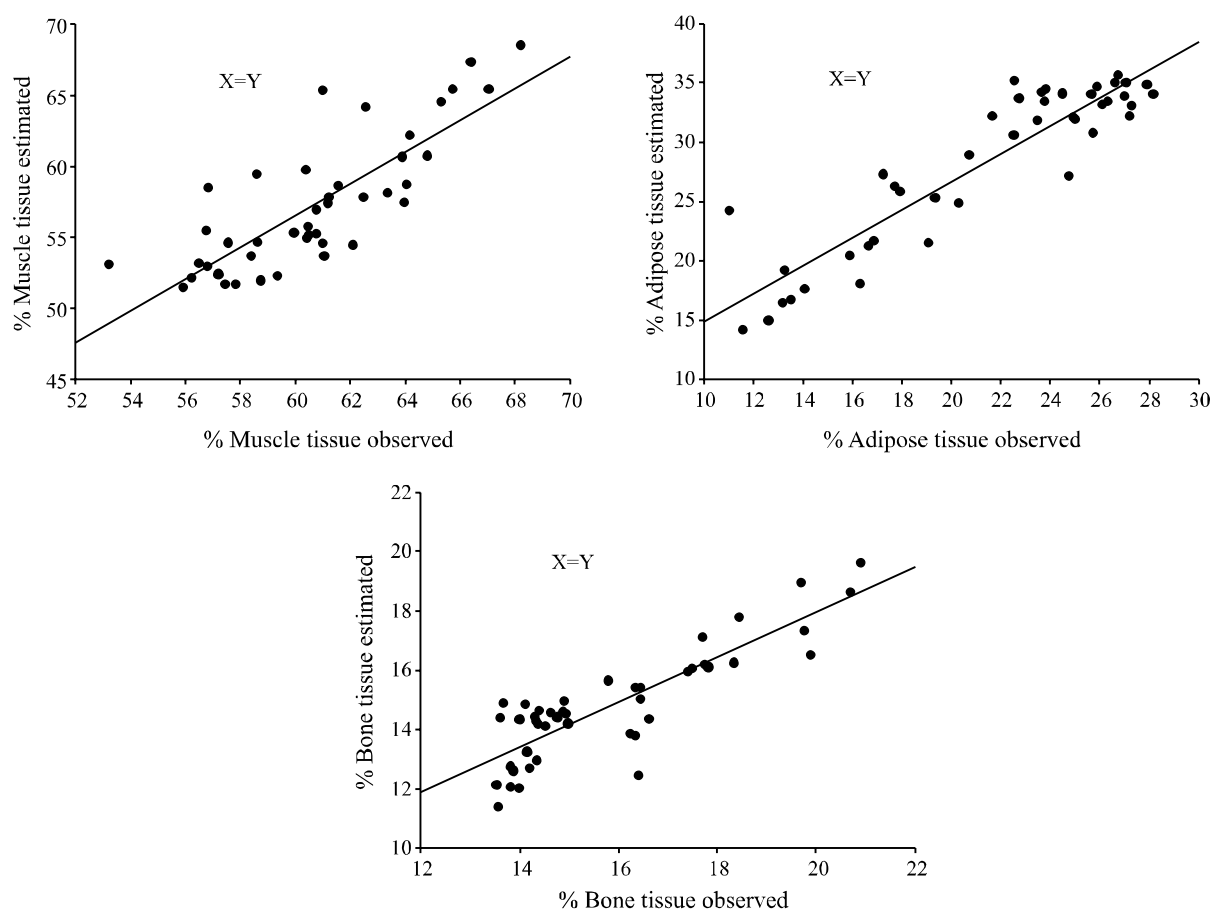 70
65
60
55
50
45
% Muscle tissue estimated
X=Y
52 54 56 58 60 62 64 66 68 70
% Muscle tissue observed
40
35
30
25
20
15
10
% Adipose tissue estimated
X=Y
10 12 14 16 18 20 22 24 26 28 30
% Adipose tissue observed
22
20
18
16
14
12
10
% Bone tissue estimated
X=Y
12 14 16 18 20 22
% Bone tissue observed